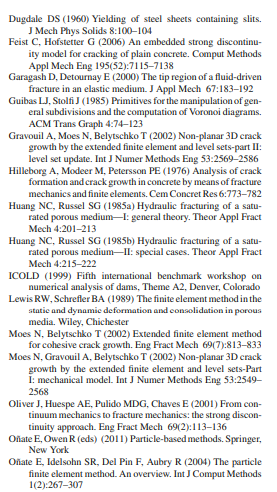 Dugdale DS (1960) Yielding of steel sheets containing slits.
J Mech Phys Solids 8:100–104
Feist C, Hofstetter G (2006) An embedded strong discontinu-
ity model for cracking of plain concrete. Comput Methods
Appl Mech Eng 195(52):7115–7138
Garagash D, Detournay E (2000) The tip region of a fluid-driven
fracture in an elastic medium. J Appl Mech 67:183–192
Guibas LJ, Stolfi J (1985) Primitives for the manipulation of gen-
eral subdivisions and the computation of Voronoi diagrams.
ACM Trans Graph 4:74–123
Gravouil A, Moes N, Belytschko T (2002) Non-planar 3D crack
growth by the extended finite element and level sets-part II:
level set update. Int J Numer Methods Eng 53:2569–2586
Hilleborg A, Modeer M, Petersson PE (1976) Analysis of crack
formation and crack growth in concrete by means of fracture
mechanics and finite elements. Cem Concret Res 6:773–782
Huang NC, Russel SG (1985a) Hydraulic fracturing of a satu-
rated porous medium—I: general theory. Theor Appl Fract
Mech 4:201–213
Huang NC, Russel SG (1985b) Hydraulic fracturing of a satu-
rated porous medium—II: special cases. Theor Appl Fract
Mech 4:215–222
ICOLD (1999) Fifth international benchmark workshop on
numerical analysis of dams, Theme A2, Denver, Colorado
Lewis RW, Schrefler BA (1989) The finite element method in the
static and dynamic deformation and consolidation in porous
media. Wiley, Chichester
Moes N, Belytschko T (2002) Extended finite element method
for cohesive crack growth. Eng Fract Mech 69(7):813–833
Moes N, Gravouil A, Belytschko T (2002) Non-planar 3D crack
growth by the extended finite element and level sets-Part
I: mechanical model. Int J Numer Methods Eng 53:2549–
2568
Oliver J, Huespe AE, Pulido MDG, Chaves E (2001) From con-
tinuum mechanics to fracture mechanics: the strong discon-
tinuity approach. Eng Fract Mech 69(2):113–136
Oñate E, Owen R (eds) (2011) Particle-based methods. Springer,
New York
Oñate E, Idelsohn SR, Del Pin F, Aubry R (2004) The particle
finite element method. An overview. Int J Comput Methods
1(2):267–307